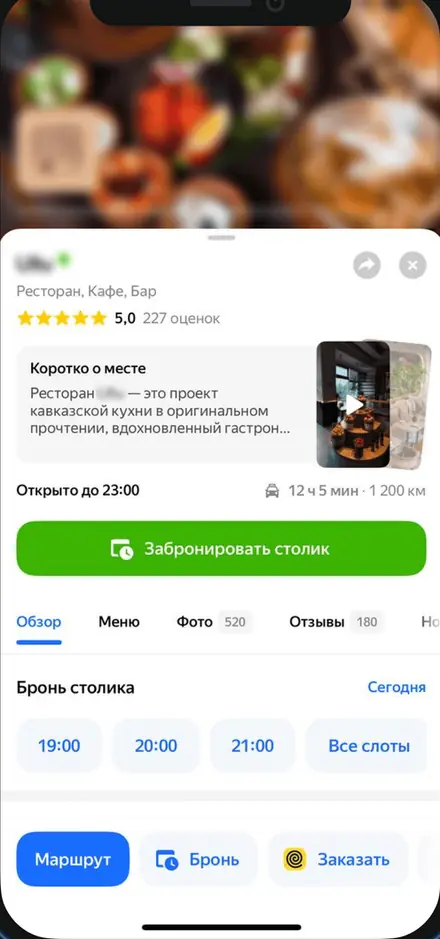 Ресторан, Кафе, Бар
5,0 227 оценок
Коротко о месте
Ресторан — это проект
кавказской кухни в оригинальном
прочтении, вдохновленный гастрон...
Открыто до 23:00
12 ч 5 мин · 1 200 км
Забронировать столик
Обзор Меню Фото 520 Отзывы 180 Но
Бронь столика Сегодня
19:00 20:00 21:00 Все слоты
Маршрут Бронь Заказать